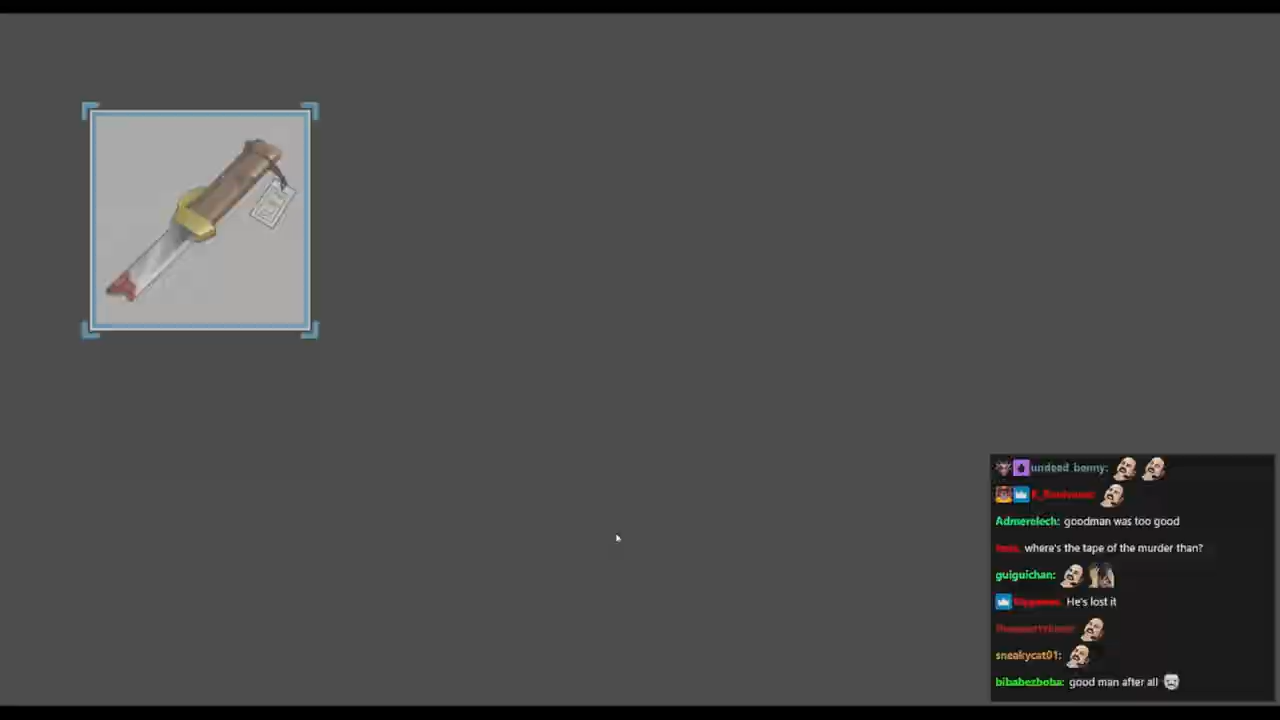 undeed_benny:
Admerelech: goodman was too good
where's the tape of the murder than?
guiguichan:
He's lost it
sneakycat01:
bibabezboba: good man after all